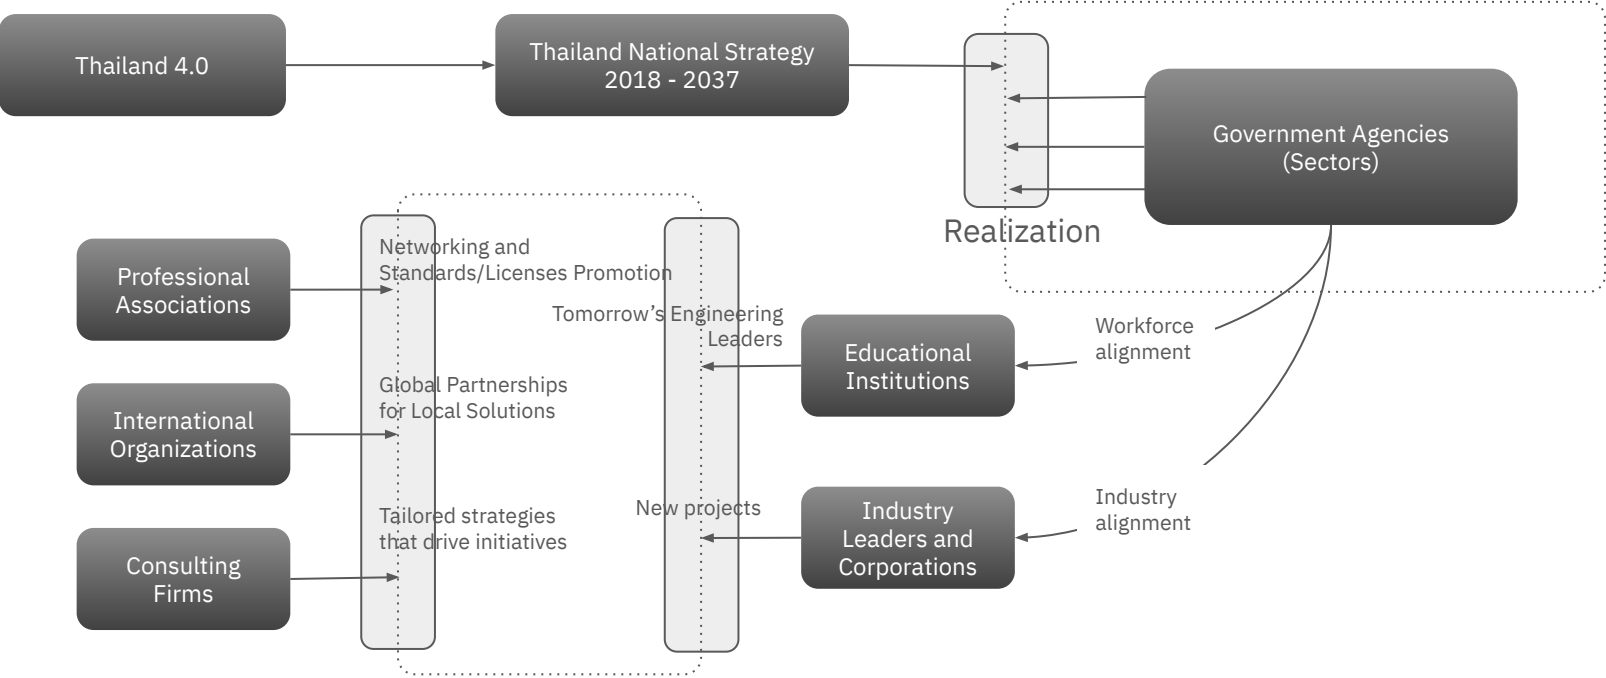 Thailand 4.0
Thailand National Strategy
2018 - 2037
Government Agencies
(Sectors)
Realization
Professional
Associations
Networking and
Standards/Licenses Promotion
Tomorrow's Engineering
Leaders
Educational
Institutions
Workforce
alignment
International
Organizations
Global Partnerships
for Local Solutions
Consulting
Firms
Tailored strategies
that drive initiatives
New projects
Industry
Leaders and
Corporations
Industry
alignment